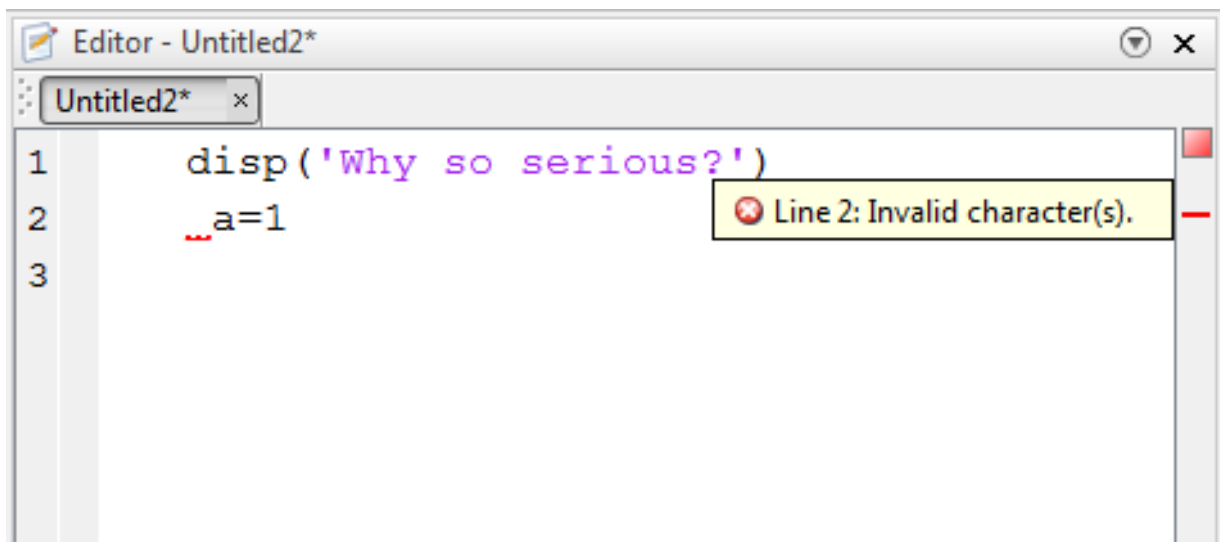 Editor - Untitled2*
Untitled2*
1 disp('Why so serious?')
Line 2: Invalid character(s).
2 a=1
3